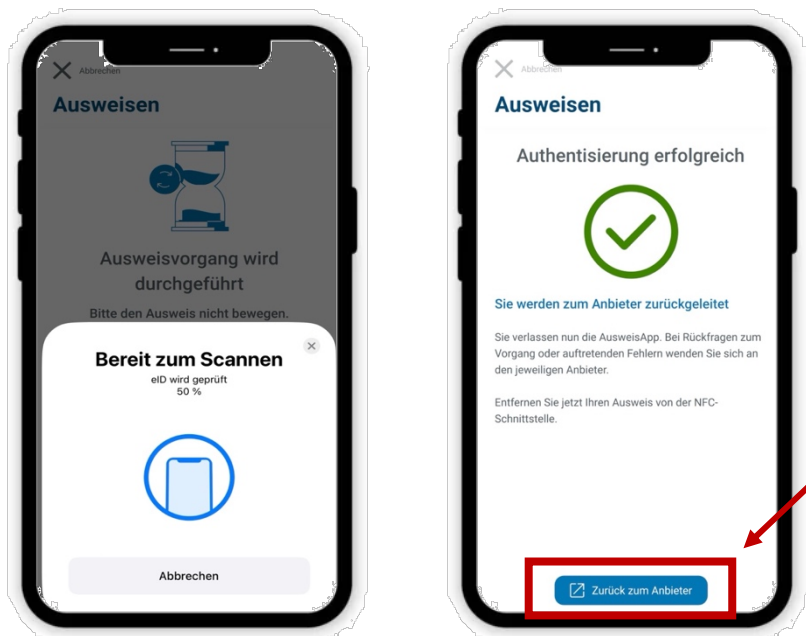 Abbrechen
Ausweisen
Ausweisvorgang wird
durchgeführt
Bitte den Ausweis nicht bewegen.
Bereit zum Scannen
eID wird geprüft
50 %
Abbrechen
Abbrechen
Ausweisen
Authentisierung erfolgreich
Sie werden zum Anbieter zurückgeleitet
Sie verlassen nun die AusweisApp. Bei Rückfragen zum
Vorgang oder auftretenden Fehlern wenden Sie sich an
den jeweiligen Anbieter.
Entfernen Sie jetzt Ihren Ausweis von der NFC-
Schnittstelle.
Zurück zum Anbieter